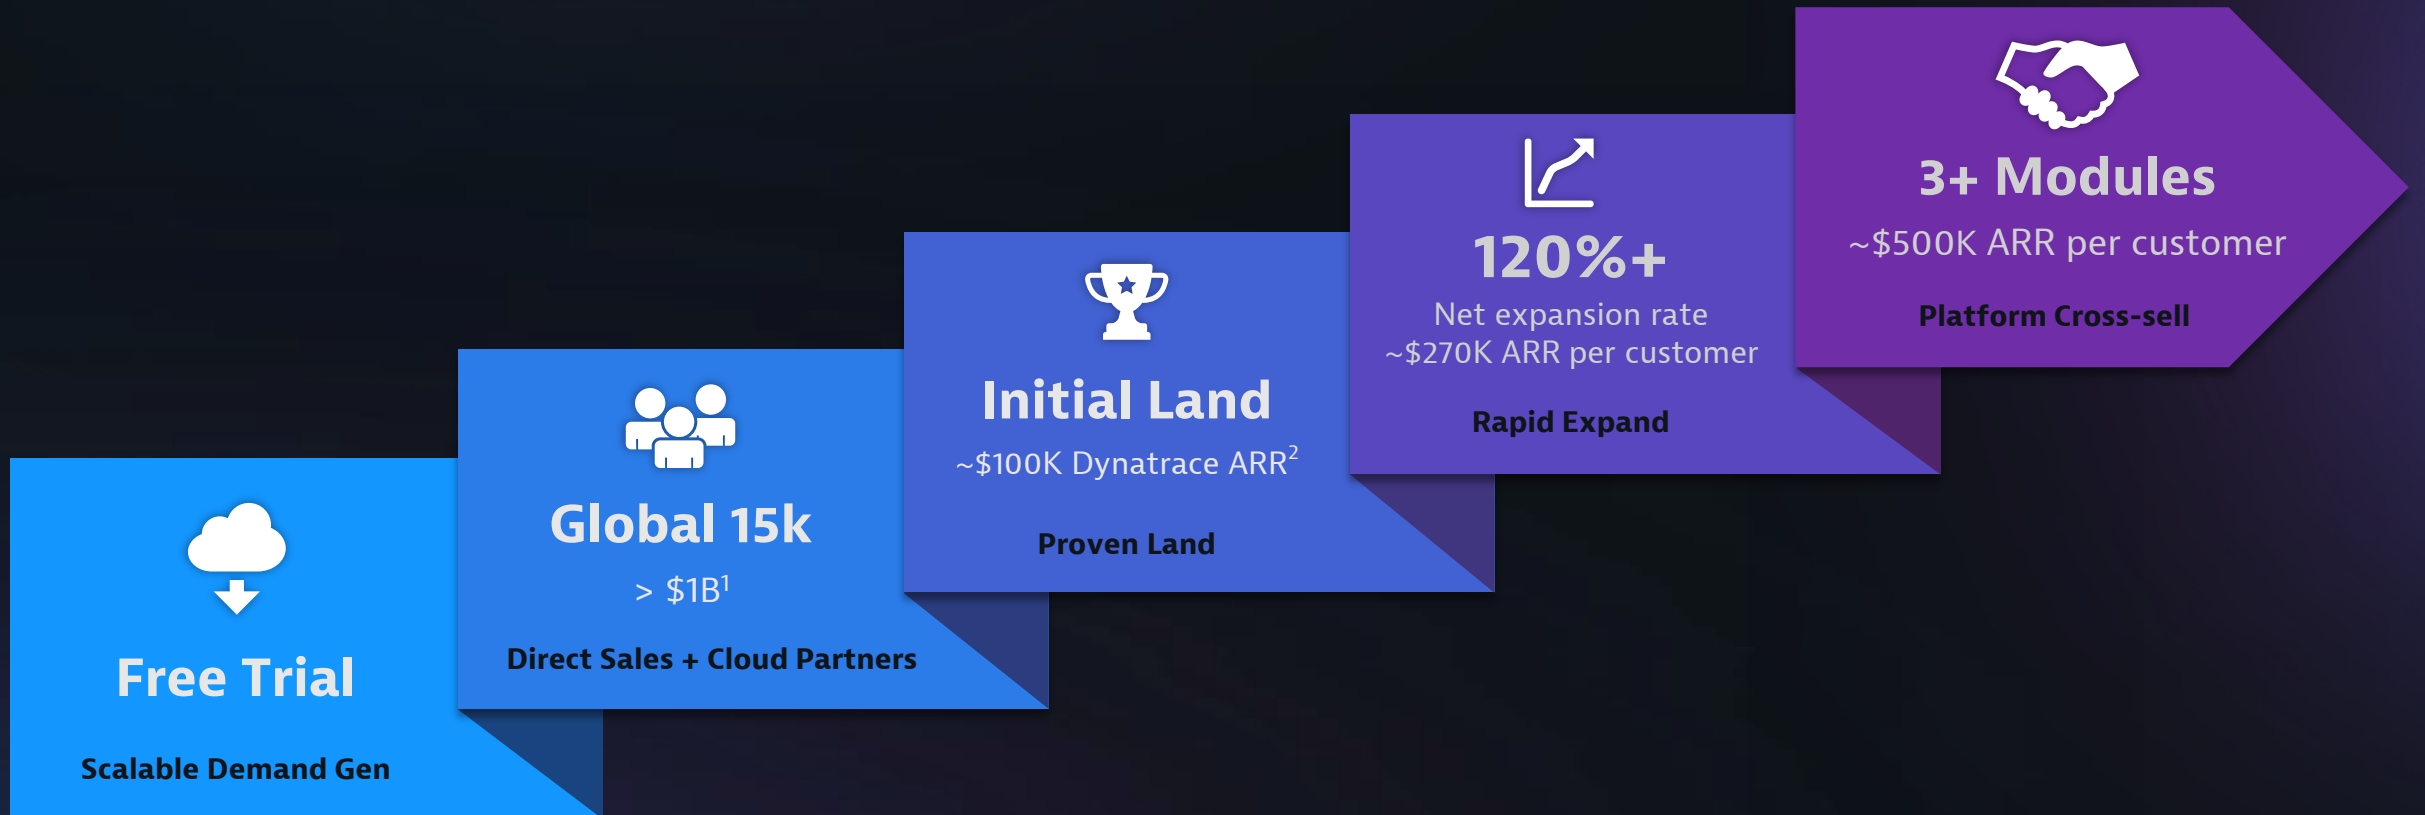 Free Trial
Scalable Demand Gen
Global 15k
> $1B¹
Direct Sales + Cloud Partners
Initial Land
~$100K Dynatrace ARR²
Proven Land
120%+
Net expansion rate
~$270K ARR per customer
Rapid Expand
3+ Modules
~$500K ARR per customer
Platform Cross-sell